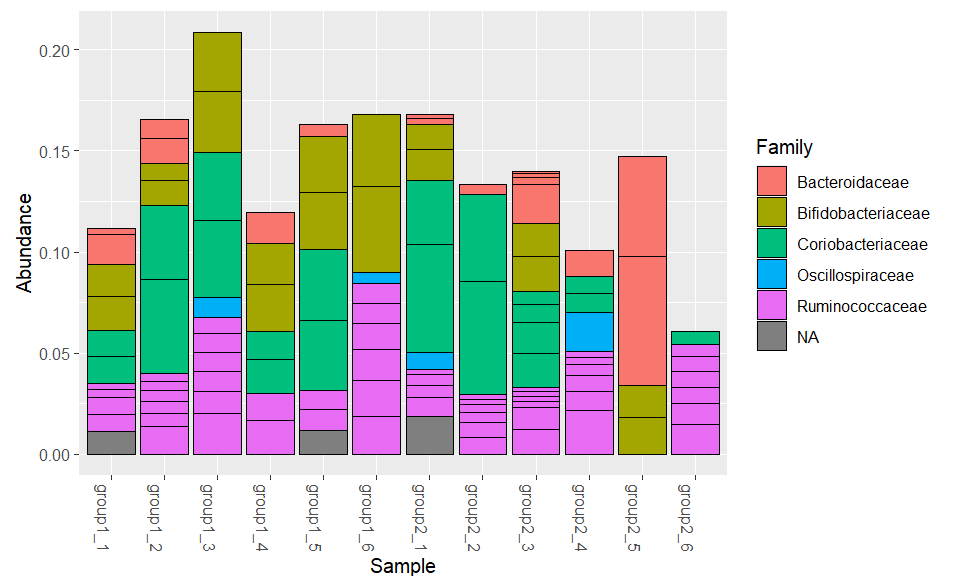 0.20
0.15
0.10
0.05
0.00
Abundance
group1_1
group1_2
group1_3
group1_4
group1_5
group1_6
group2_1
group2_2
group2_3
group2_4
group2_5
group2_6
Sample
Family
Bacteroidaceae
Bifidobacteriaceae
Coriobacteriaceae
Oscillospiraceae
Ruminococcaceae
NA